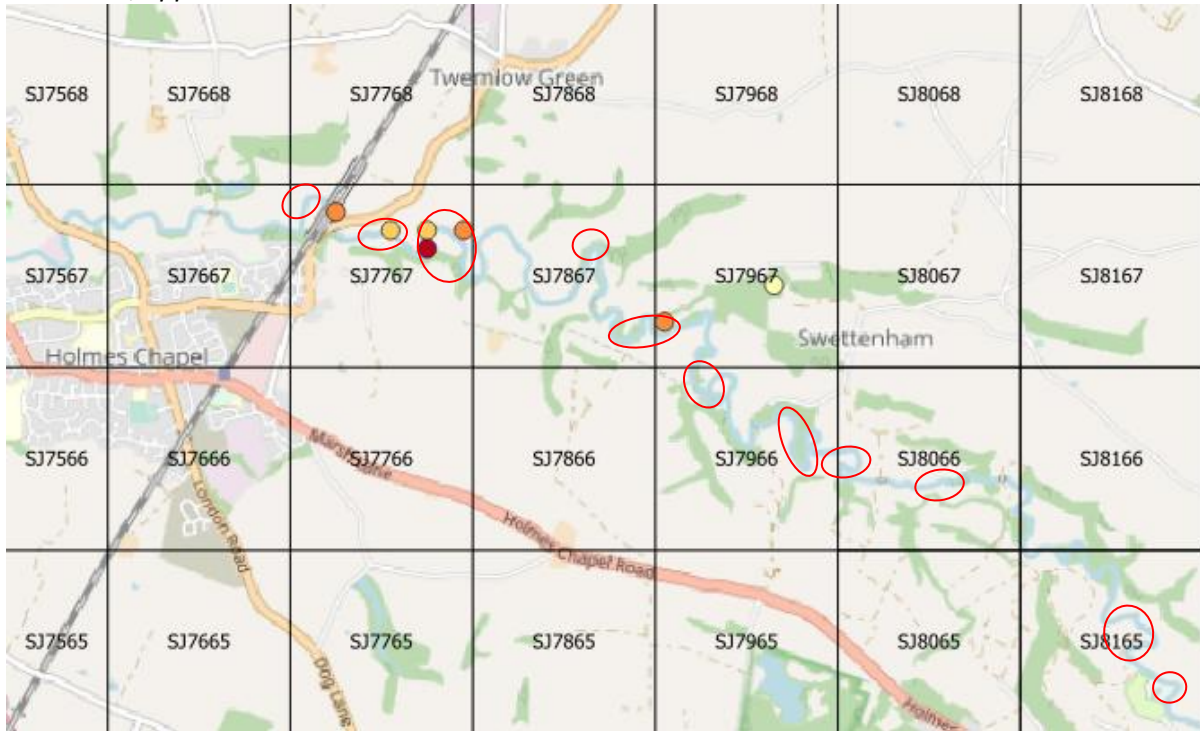 Twemlow Green
SJ7568 SJ7668 SJ7768 SJ7868 SJ7968 SJ8068 SJ8168
SJ7567 SJ7667 SJ7767 SJ7867 SJ7967 SJ8067 SJ8167
Swettenham
Holmes Chapel
SJ7566 SJ7666 SJ7766 SJ7866 SJ7966 SJ8066 SJ8166
London Road
Holmes Chapel Road
SJ7565 SJ7665 SJ7765 SJ7865 SJ7965 SJ8065 SJ8165
Dog Lane
Holmes